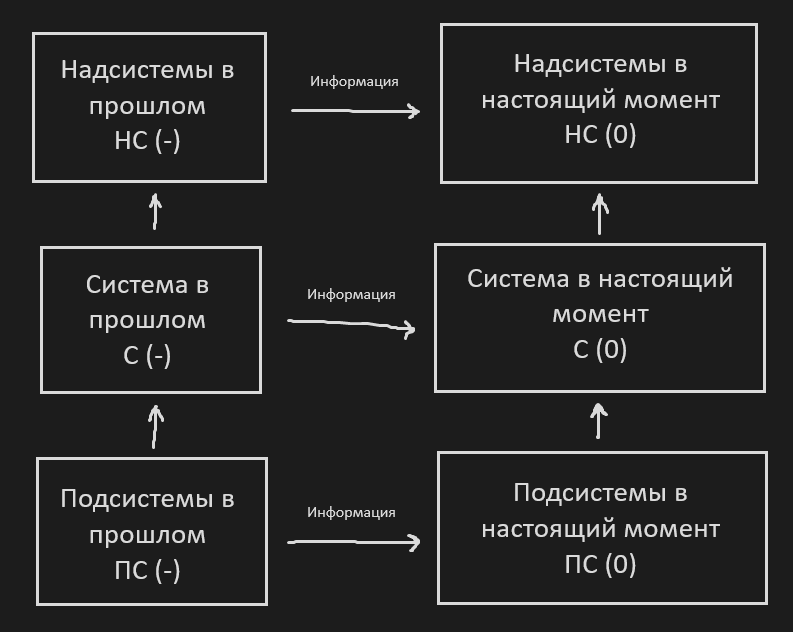 Надсистемы в
прошлом
НС (-)
Информация
Надсистемы в
настоящий момент
НС (0)
Система в
прошлом
С (-)
Информация
Система в настоящий
момент
С (0)
Подсистемы в
прошлом
ПС (-)
Информация
Подсистемы в
настоящий момент
ПС (0)